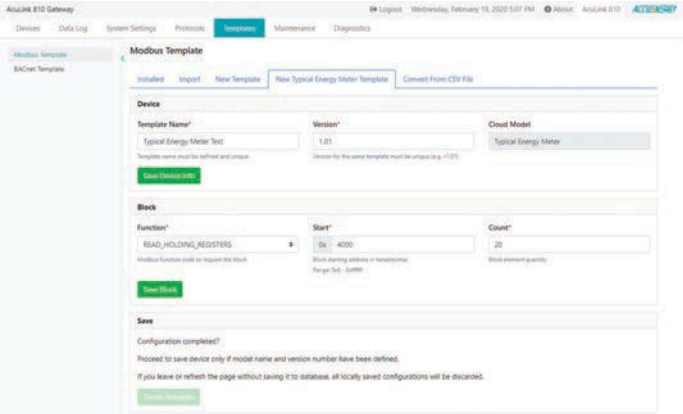 AcuLink 810 Gateway
Logout Wednesday, February 19, 2020 5:07 PM About AcuLink 810 ACCUENERGY
Devices Data Log System Settings Protocols Templates Maintenance Diagnostics
Modbus Template
BACnet Template
Modbus Template
Installed Import New Template New Typical Energy Meter Template Convert From CSV File
Device
Template Name* Version* Cloud Model
Typical Energy Meter Test 1.01 Typical Energy Meter
Template name must be defined and unique Version for the same template must be unique (e.g. v1.01)
Save Device Info
Block
Function* Start* Count*
READ_HOLDING_REGISTERS 0x 4000 20
Modbus function code to request the block Block starting address in hexadecimal Block element quantity
Range: 0x0 - 0xffff
Save Block
Save
Configuration completed?
Proceed to save device only if model name and version number have been defined.
If you leave or refresh the page without saving it to database, all locally saved configurations will be discarded.
Create Template